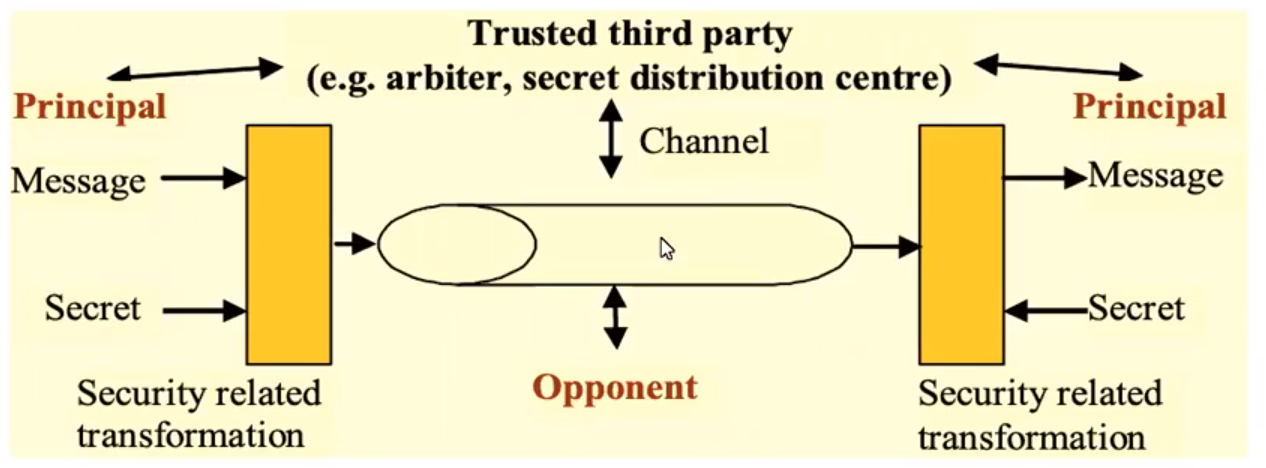 Trusted third party
(e.g. arbiter, secret distribution centre)
Principal
Principal
Channel
Message
Message
Secret
Secret
Opponent
Security related
transformation
Security related
transformation